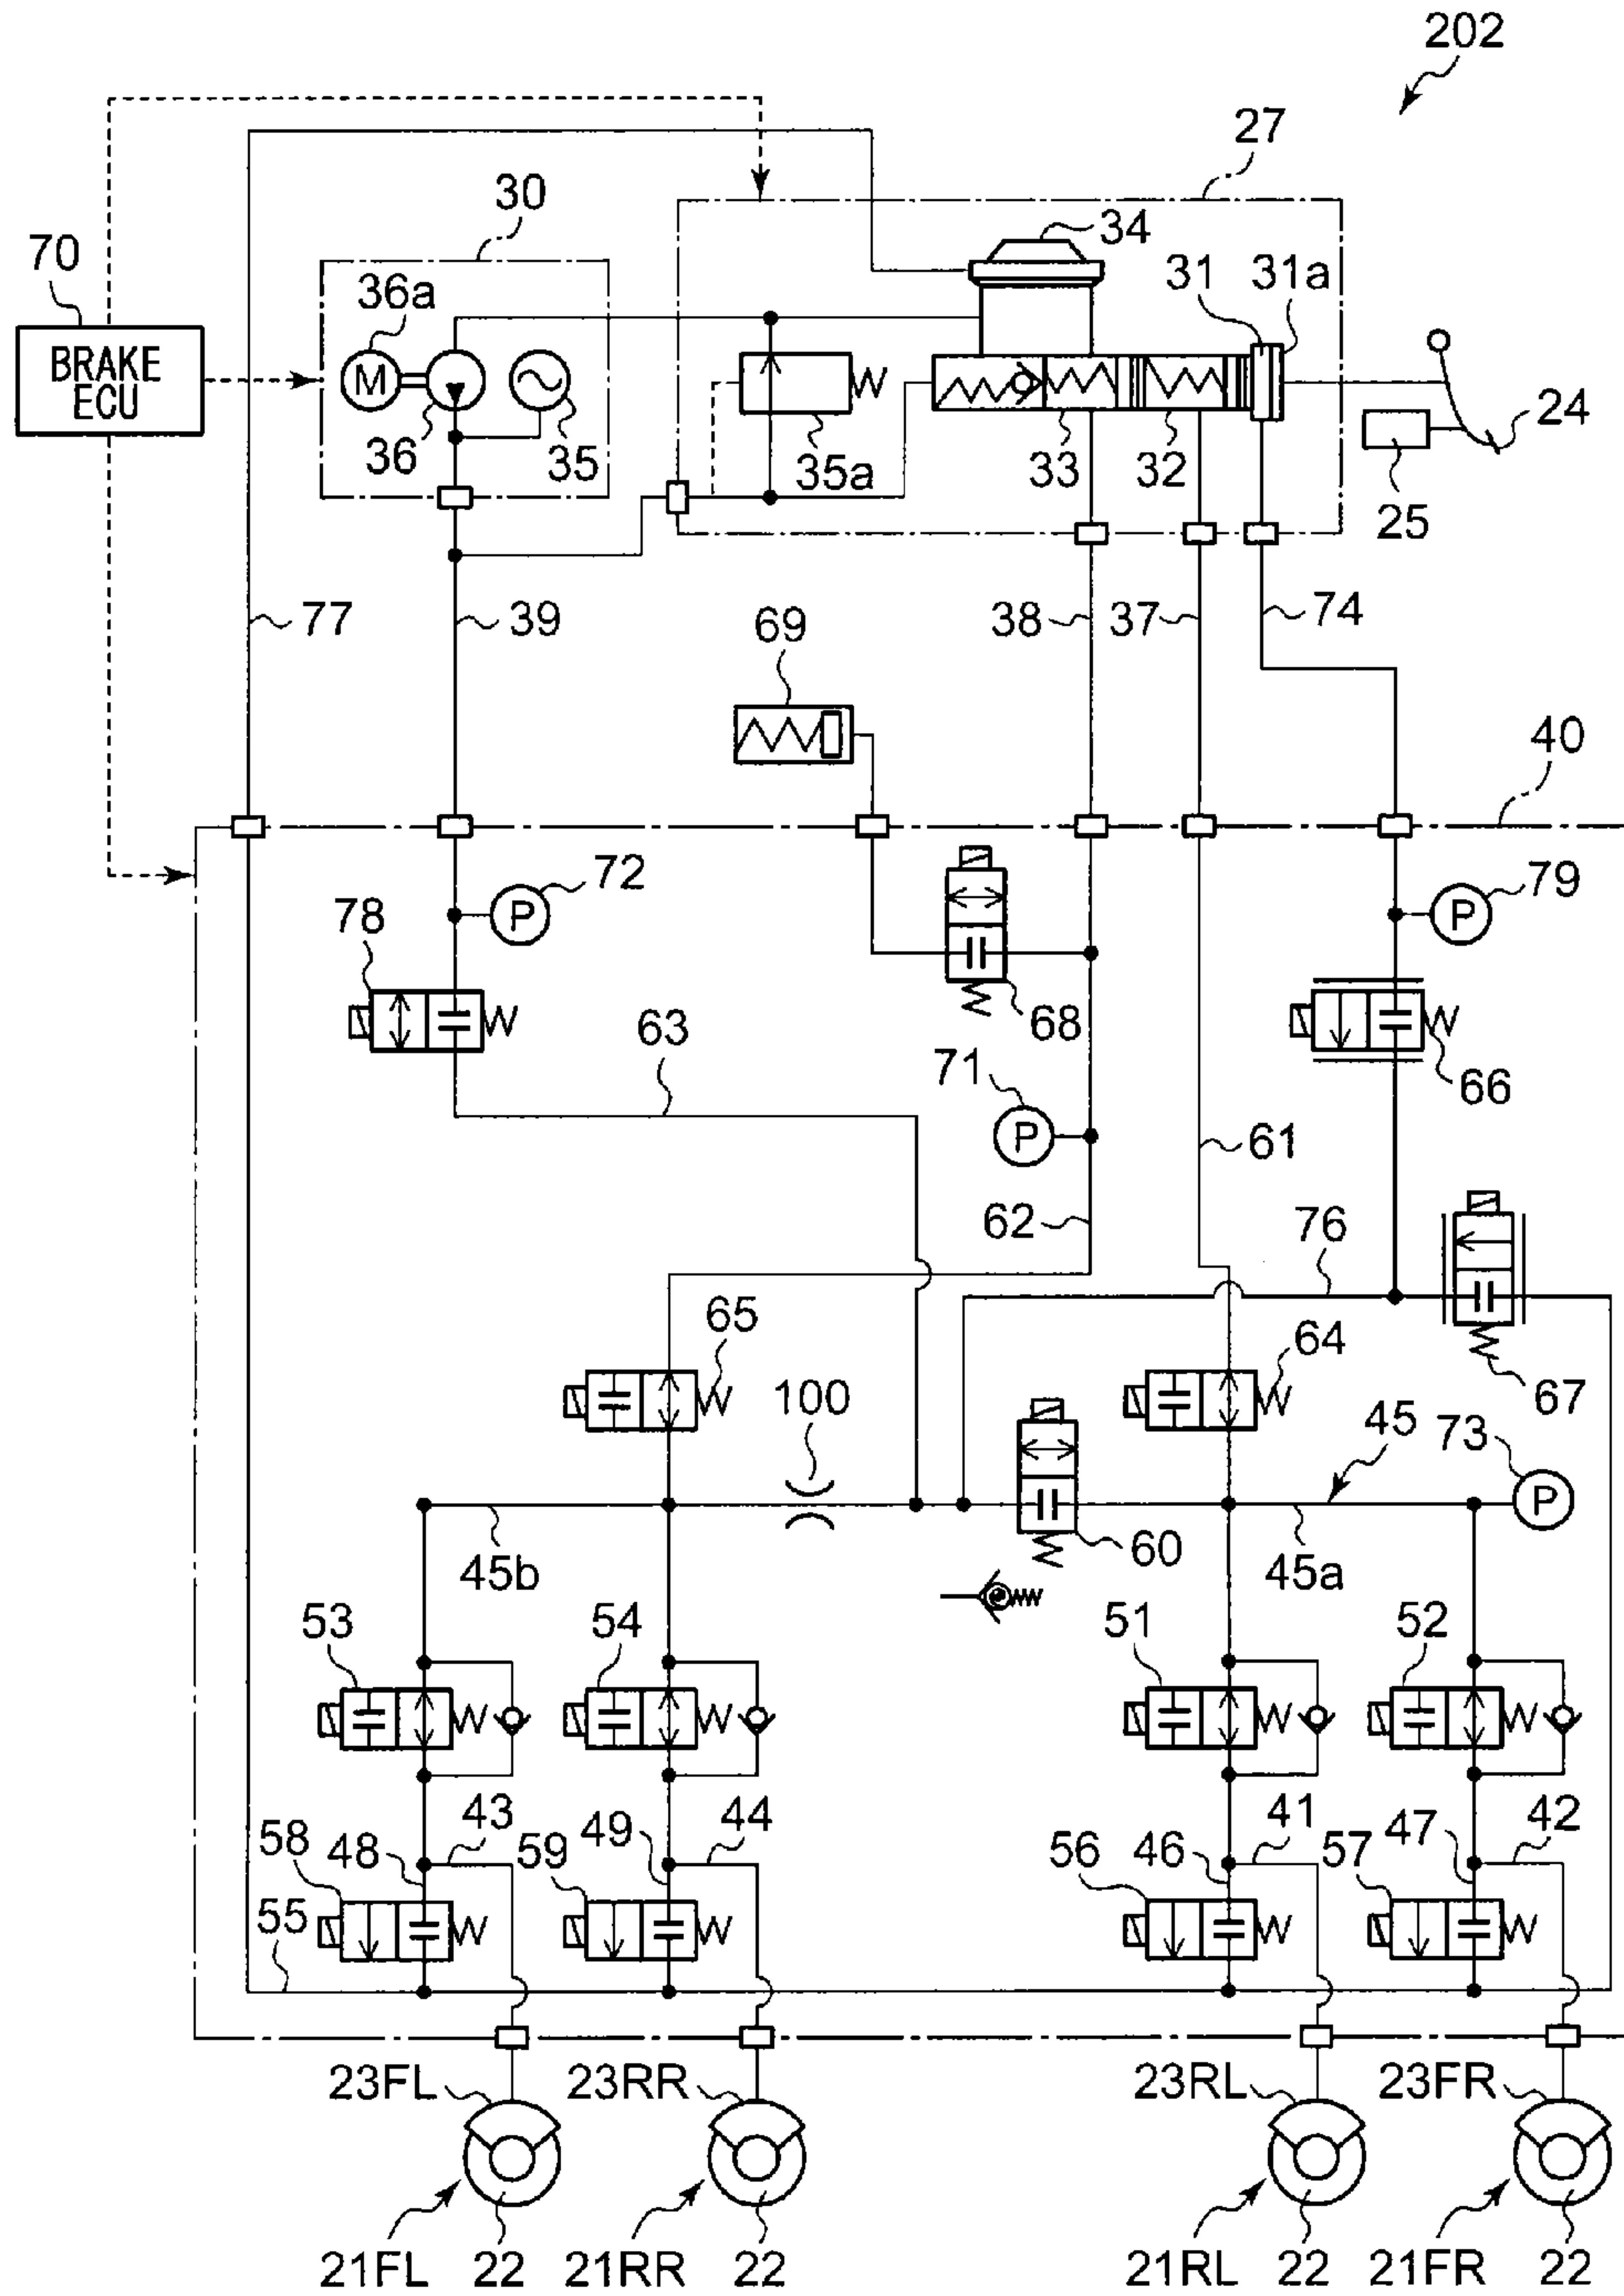 202
27
30
34
70
36a
31
31a
BRAKE
ECU
M
36
35
35a
33
32
24
25
77
39
38
37
74
69
40
72
P
79
P
78
68
63
71
P
66
61
62
76
65
64
67
100
45
73
P
45b
60
45a
53
54
51
52
43
44
41
42
58
48
59
49
56
46
57
47
55
23FL
23RR
23RL
23FR
21FL
22
21RR
22
21RL
22
21FR
22